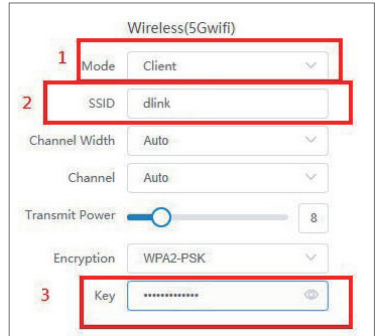 Wireless(5Gwifi)
1 Mode Client
2 SSID dlink
Channel Width Auto
Channel Auto
Transmit Power 8
Encryption WPA2-PSK
3 Key •••••••••••••